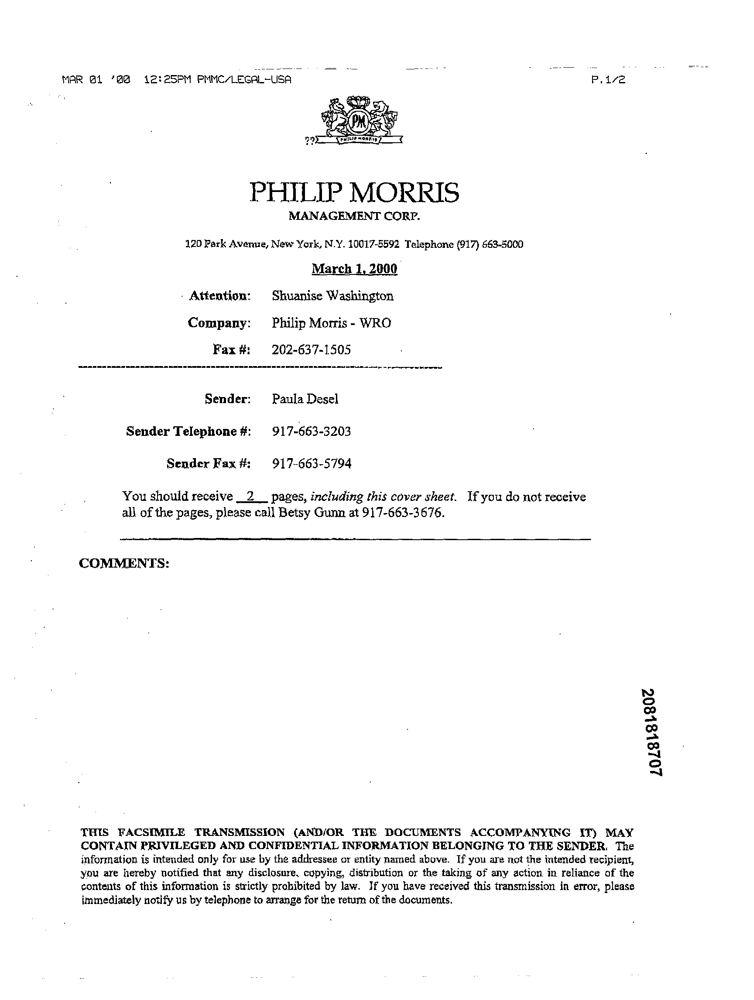 MAR 01 '00 12:25PM PMMC/LEGAL-USA P.1/2
PM
??
PHILIP MORRIS
PHILIP MORRIS
MANAGEMENT CORP.
120 Park Avenue, New York, N.Y. 10017-5592 Telephone (917) 663-5000
March 1, 2000
Attention: Shuanise Washington
Company: Philip Morris - WRO
Fax #: 202-637-1505
Sender: Paula Desel
Sender Telephone #: 917-663-3203
Sender Fax #: 917-663-5794
You should receive 2 pages, including this cover sheet. If you do not receive
all of the pages, please call Betsy Gunn at 917-663-3676.
COMMENTS:
2081818707
THIS FACSIMILE TRANSMISSION (AND/OR THE DOCUMENTS ACCOMPANYING IT) MAY
CONTAIN PRIVILEGED AND CONFIDENTIAL INFORMATION BELONGING TO THE SENDER. The
information is intended only for use by the addressee or entity named above. If you are not the intended recipient,
you are hereby notified that any disclosure, copying, distribution or the taking of any action in reliance of the
contents of this information is strictly prohibited by law. If you have received this transmission in error, please
immediately notify us by telephone to arrange for the return of the documents.